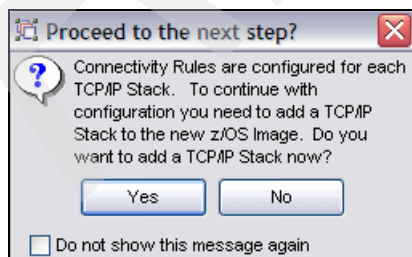 Proceed to the next step?
Connectivity Rules are configured for each
TCP/IP Stack. To continue with
configuration you need to add a TCP/IP
Stack to the new z/OS Image. Do you
want to add a TCP/IP Stack now?
Yes No
Do not show this message again